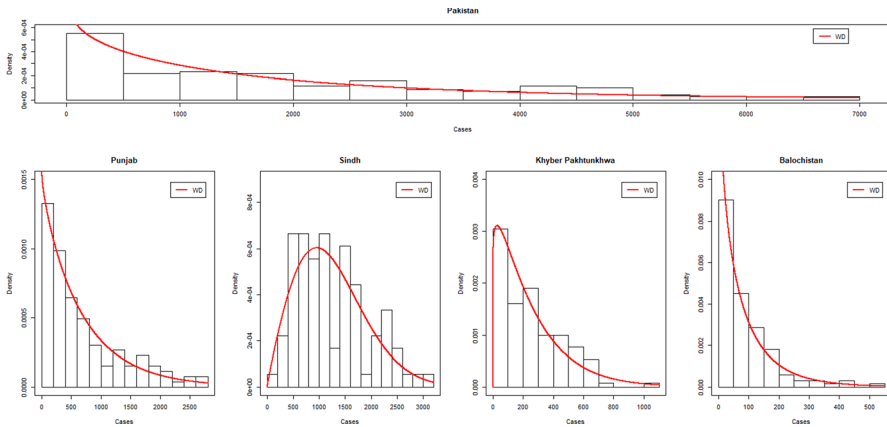 Pakistan
Density
0e+00 2e-04 4e-04 6e-04
WD
0 1000 2000 3000 4000 5000 6000 7000
Cases
Punjab
Density
0.0000 0.0005 0.0010 0.0015
WD
0 500 1000 1500 2000 2500
Cases
Sindh
Density
0e+00 2e-04 4e-04 6e-04 8e-04
WD
0 500 1000 1500 2000 2500 3000
Cases
Khyber Pakhtunkhwa
Density
0.000 0.001 0.002 0.003 0.004
WD
0 200 400 600 800 1000
Cases
Balochistan
Density
0.000 0.002 0.004 0.006 0.008 0.010
WD
0 100 200 300 400 500
Cases